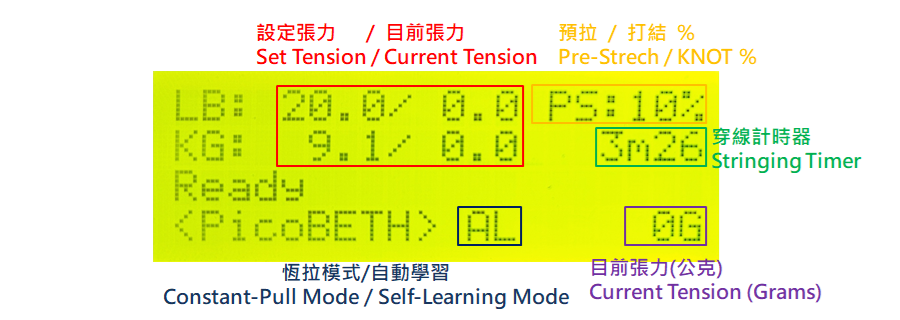 設定張力 / 目前張力
Set Tension / Current Tension
預拉 / 打結 %
Pre-Strech / KNOT %
LB: 20.0/ 0.0 PS:10%
KG: 9.1/ 0.0 3m26
穿線計時器
Stringing Timer
Ready
<PicoBETH> AL 0G
恆拉模式/自動學習
Constant-Pull Mode / Self-Learning Mode
目前張力(公克)
Current Tension (Grams)